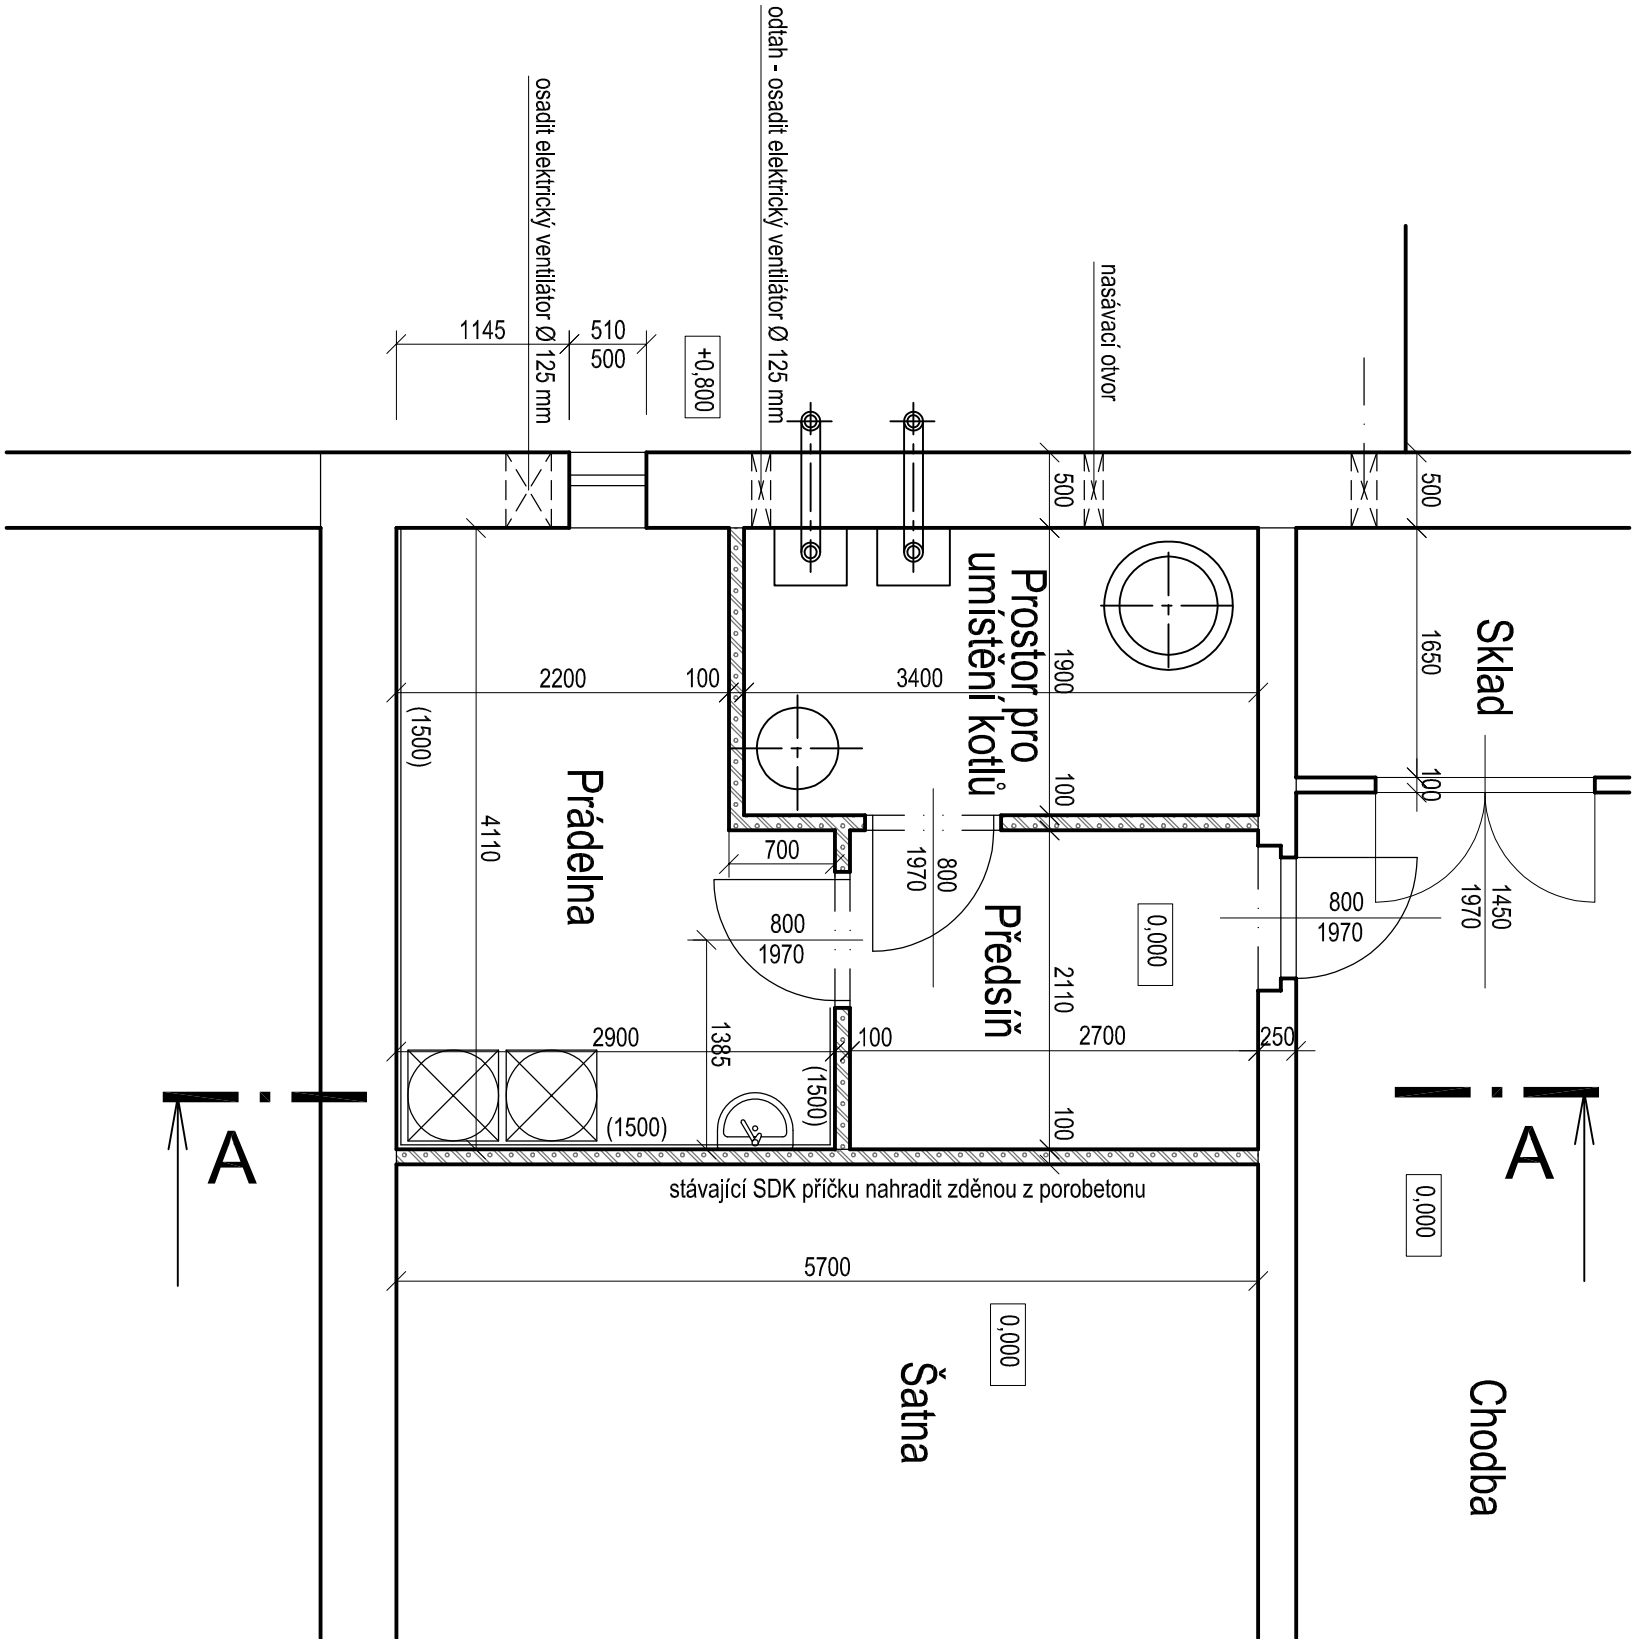 odtah - osadit elektrický ventilátor Ø 125 mm
osadit elektrický ventilátor Ø 125 mm
nasávací otvor
1145
510
500
+0,800
500
500
Prostor pro
umístění kotlů
Sklad
1650
1900
2200
100
3400
(1500)
100
100
Prádelna
4110
700
800
1970
800
1970
Předsíň
0,000
800
1970
1450
1970
2110
1385
2900
100
2700
250
(1500)
(1500)
100
A
A
stávající SDK příčku nahradit zděnou z porobetonu
0,000
5700
0,000
Šatna
Chodba